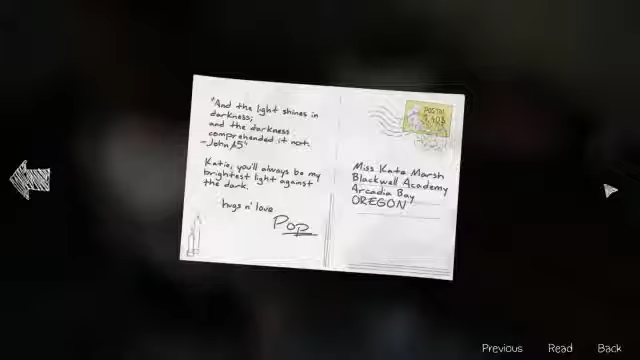 "And the light shines in
darkness;
and the darkness
comprehended it not.
-John 1:5"
Katie, you'll always be my
brightest light against
the dark.
hugs n' love
Pop
POSTAL
Miss Kate Marsh
Blackwell Academy
Arcadia Bay
OREGON
Previous
Read
Back